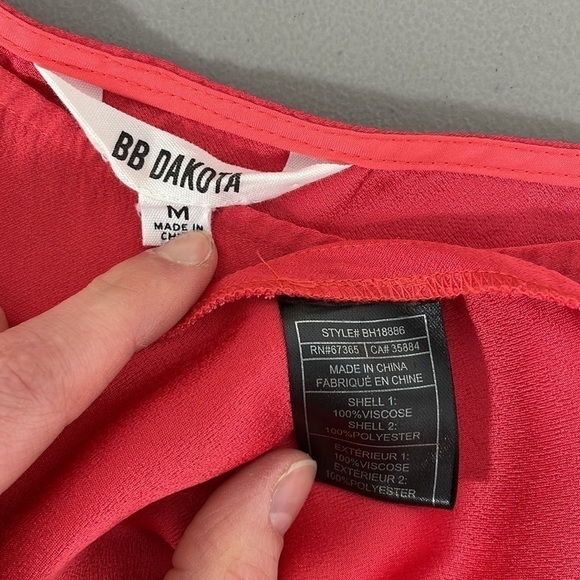 BB DAKOTA
M
MADE IN
STYLE# BH18886
RN#67365 CA# 35884
MADE IN CHINA
FABRIQUÉ EN CHINE
SHELL 1:
100%VISCOSE
SHELL 2:
100%POLYESTER
EXTÉRIEUR 1:
100%VISCOSE
EXTÉRIEUR 2:
100%POLYESTER